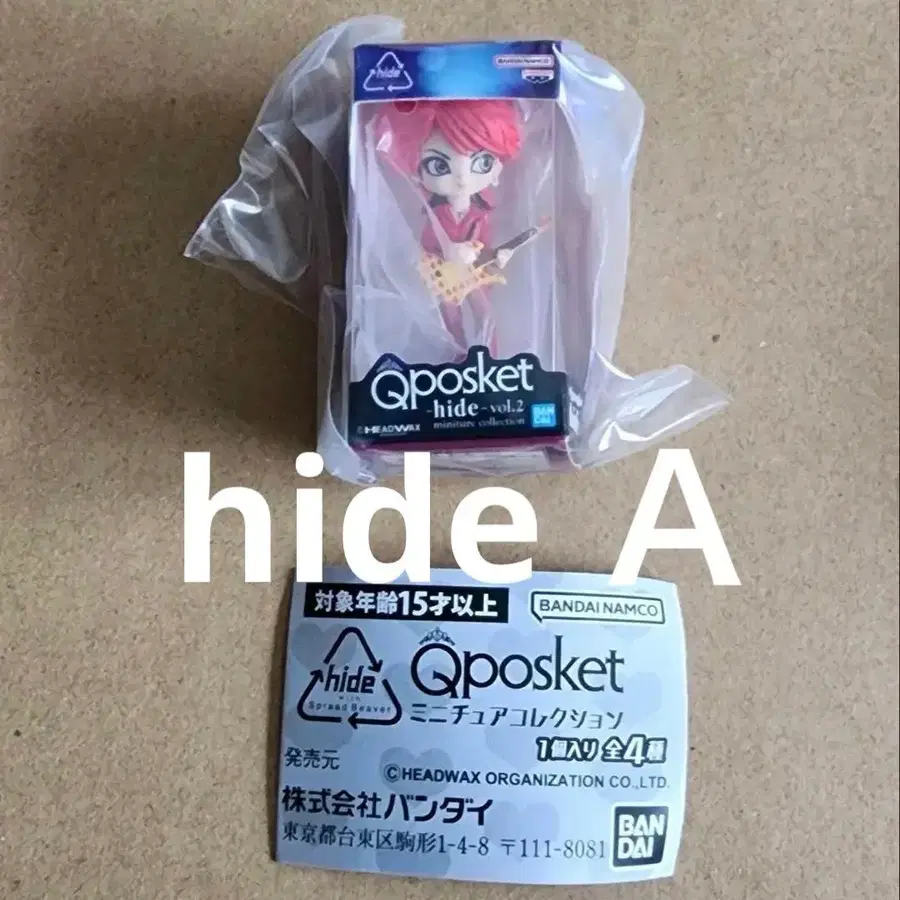 hide
BANDAI NAMCO
Qposket
-hide- vol.2
©HEADWAX
miniature collection
BAN
DAI
hide A
対象年齢15才以上
BANDAI NAMCO
hide
with
Spread Beaver
Qposket
ミニチュアコレクション
1個入り 全4種
発売元
©HEADWAX ORGANIZATION CO.,LTD.
株式会社バンダイ
東京都台東区駒形1-4-8 〒111-8081
BAN
DAI